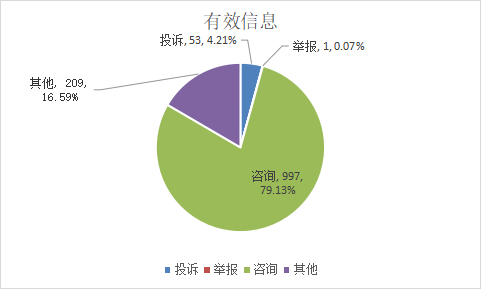 有效信息
投诉, 53, 4.21%
举报, 1, 0.07%
其他, 209,
16.59%
咨询, 997,
79.13%
投诉 举报 咨询 其他